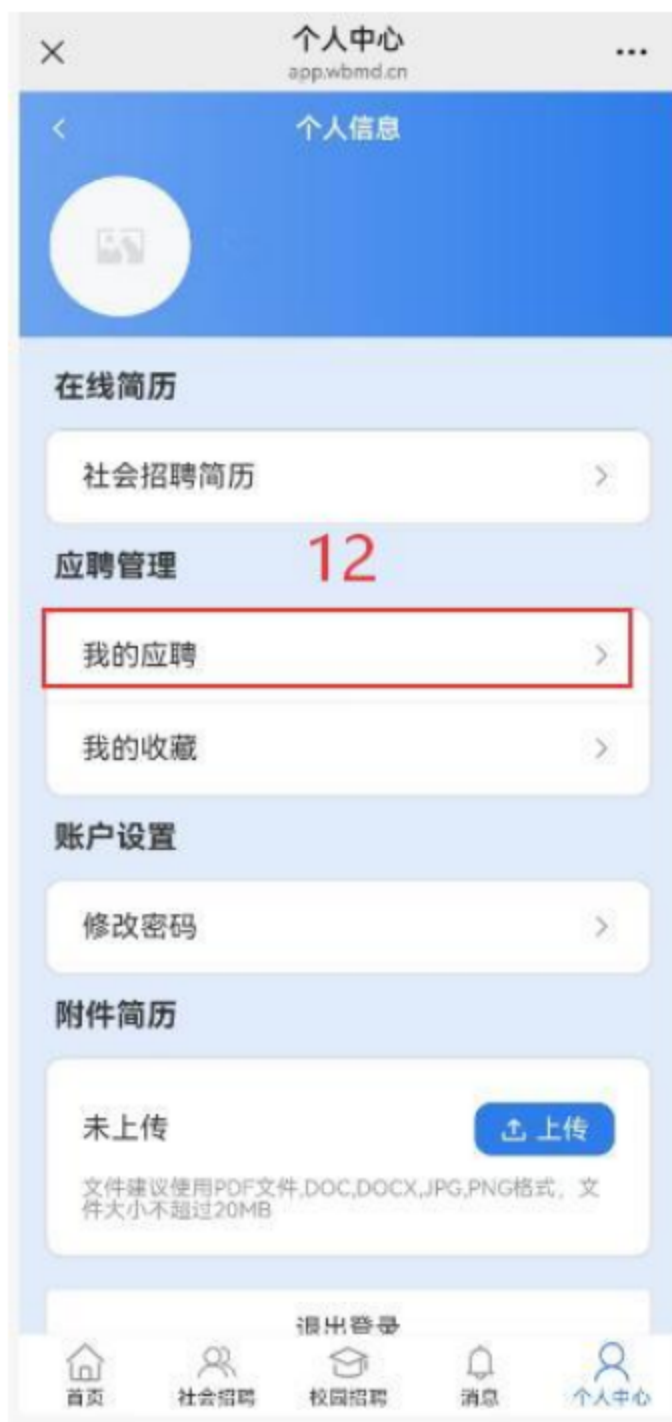 个人中心
app.wbmd.cn
个人信息
在线简历
社会招聘简历
应聘管理
12
我的应聘
我的收藏
账户设置
修改密码
附件简历
未上传
上传
文件建议使用PDF文件,DOC,DOCX,JPG,PNG格式，文
件大小不超过20MB
退出登录
首页
社会招聘
校园招聘
消息
个人中心